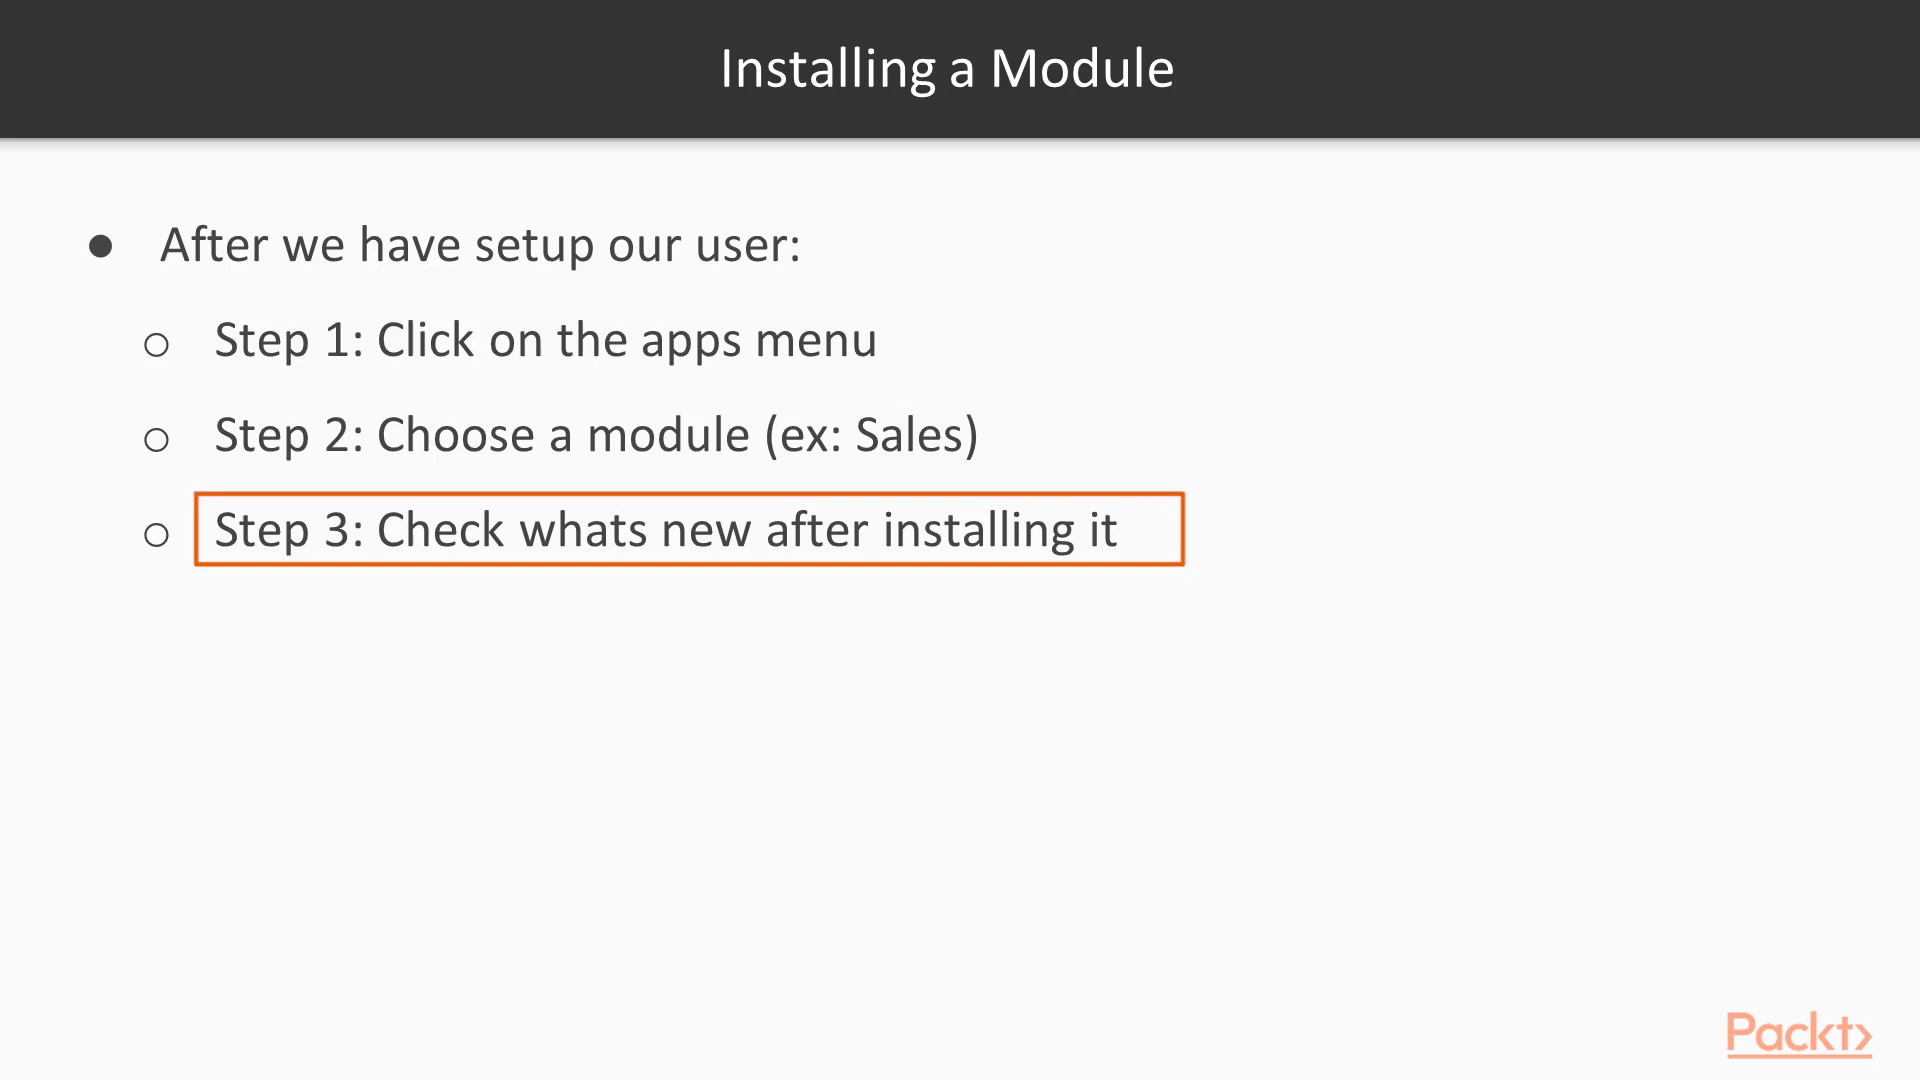 Installing a Module
● After we have setup our user:
○ Step 1: Click on the apps menu
○ Step 2: Choose a module (ex: Sales)
○ Step 3: Check whats new after installing it
Packt>